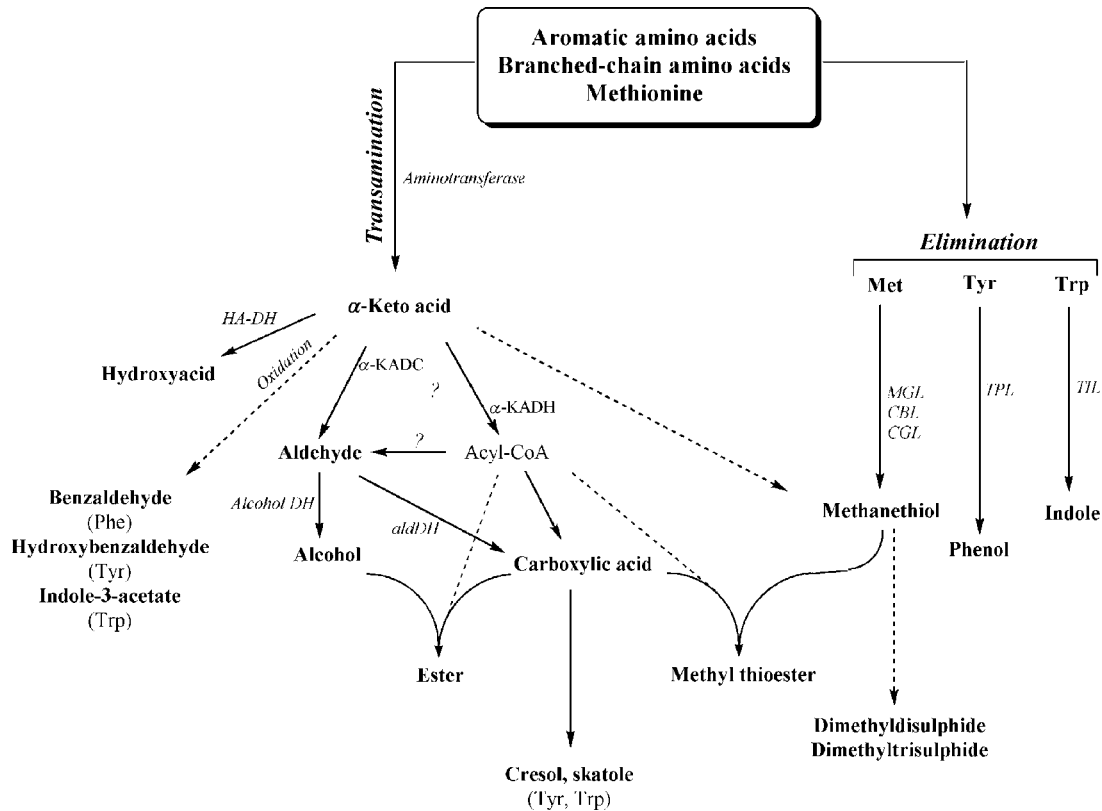 Aromatic amino acids
Branched-chain amino acids
Methionine
Transamination
Aminotransferase
Elimination
Met Tyr Trp
α-Keto acid
HA-DH
Hydroxyacid
Oxidation
α-KADC
?
α-KADH
MGL
CBL
CGL
TPL
TIL
Aldehyde
?
Acyl-CoA
Benzaldehyde
(Phe)
Hydroxybenzaldehyde
(Tyr)
Indole-3-acetate
(Trp)
Alcohol DH
aldDH
Alcohol
Carboxylic acid
Methanethiol
Phenol
Indole
Ester
Methyl thioester
Dimethyldisulphide
Dimethyltrisulphide
Cresol, skatole
(Tyr, Trp)